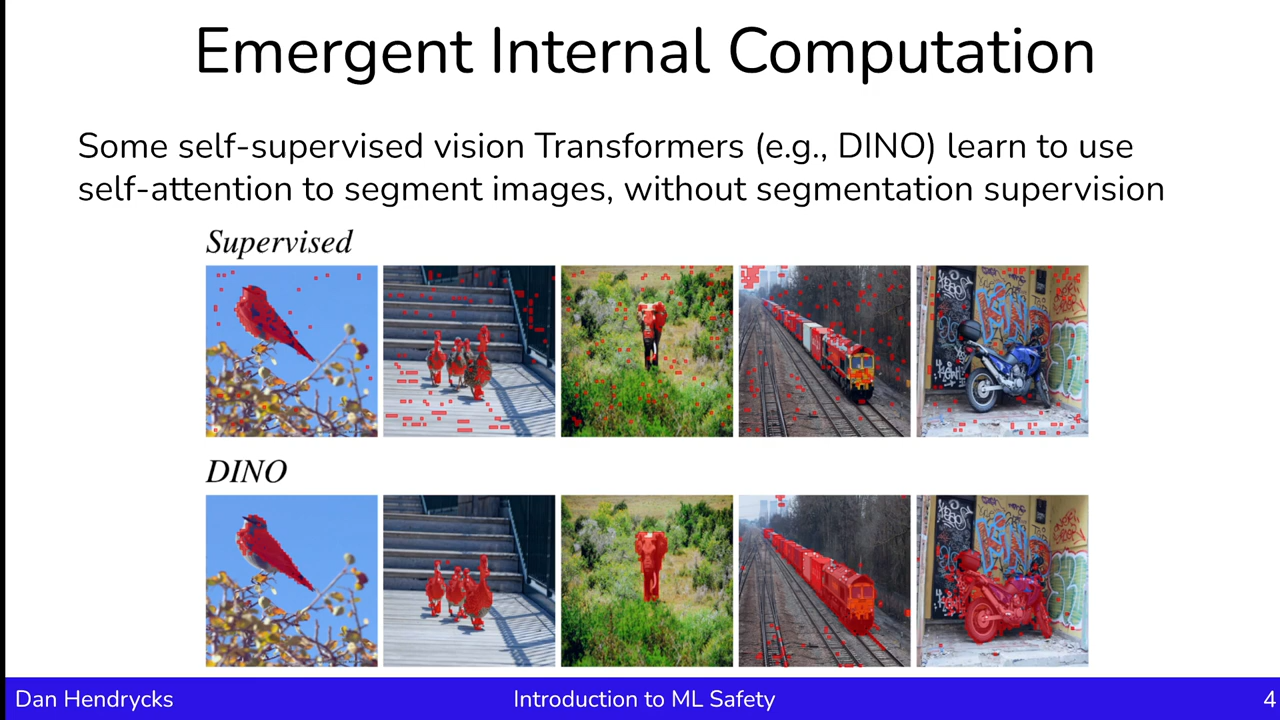 Emergent Internal Computation
Some self-supervised vision Transformers (e.g., DINO) learn to use
self-attention to segment images, without segmentation supervision
Supervised
DINO
Dan Hendrycks
Introduction to ML Safety
4